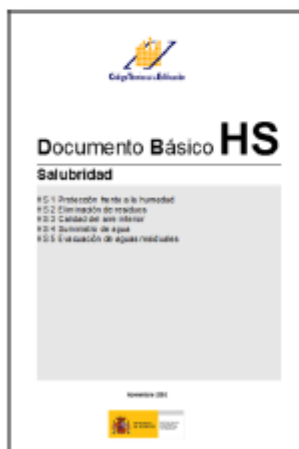 Código Técnico de la Edificación
Documento Básico HS
Salubridad
HS 1 Protección frente a la humedad
HS 2 Eliminación de residuos
HS 3 Calidad del aire interior
HS 4 Suministro de agua
HS 5 Evacuación de aguas residuales